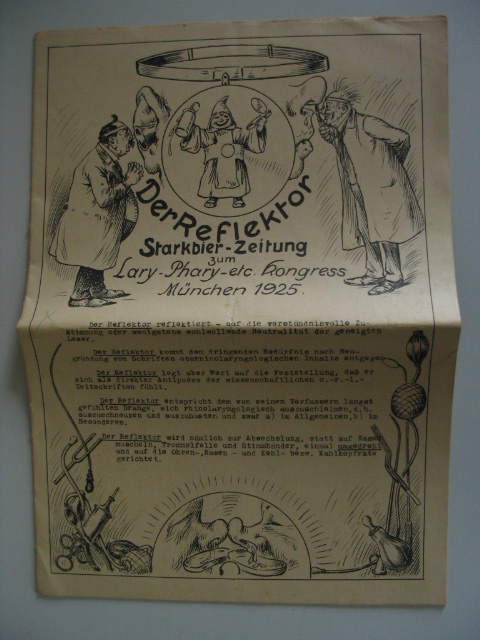 Der Reflektor
Starkbier-Zeitung
zum
Lary-Phary-etc. Kongress
München 1925.
Der Reflektor reflektiert - auf die verständnisvolle Zu-
stimmung oder wenigstens wohlwollende Neutralität der geneigten
Leser.
Der Reflektor kommt dem dringenden Bedürfnis nach Neu-
gründung von Schriften otorhinolaryngologischen Inhalts entgegen
Der Reflektor legt aber Wert auf die Feststellung, daß er
sich als direkter Antipodes der wissenschaftlichen o.-r.-l.-
Zeitschriften fühlt.
Der Reflektor entspricht dem von seinen Verfassern längst
gefühlten Drange, sich rhinolaryngologisch auszuschleimen, d.h.
auszuschnauzen und auszuhusten und zwar a) im Allgemeinen, b) im
Besonderen.
Der Reflektor wird nämlich zur Abwechslung, statt auf Nasen
muscheln, Trommelfelle und Stimmbänder, einmal umgedreht
und auf die Ohren-, Nasen- und Kehl- bezw. Kahlkopfräte
gerichtet.